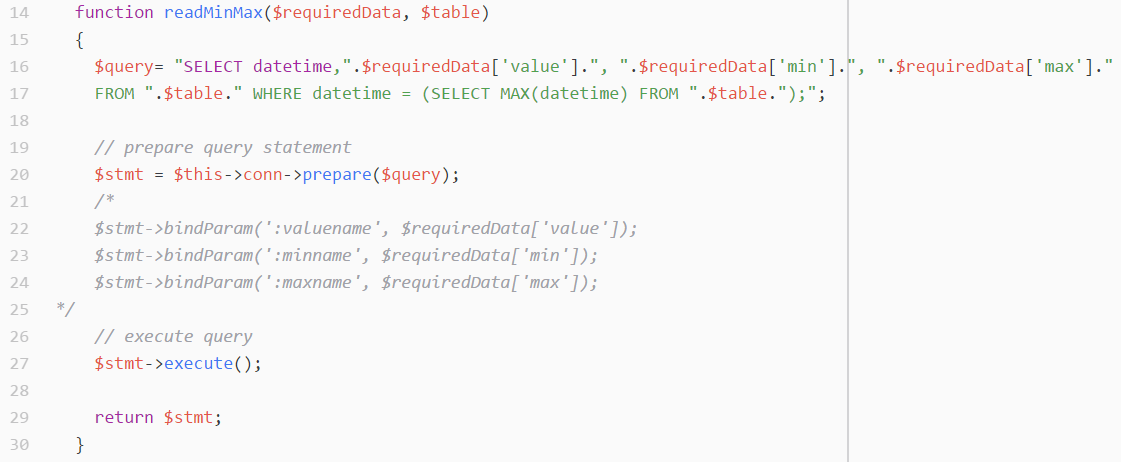 14 function readMinMax($requiredData, $table)
15 {
16 $query= "SELECT datetime,".$requiredData['value'].", ".$requiredData['min'].", ".$requiredData['max']."
17 FROM ".$table." WHERE datetime = (SELECT MAX(datetime) FROM ".$table.");";
18
19 // prepare query statement
20 $stmt = $this->conn->prepare($query);
21 /*
22 $stmt->bindParam(':valuename', $requiredData['value']);
23 $stmt->bindParam(':minname', $requiredData['min']);
24 $stmt->bindParam(':maxname', $requiredData['max']);
25 */
26 // execute query
27 $stmt->execute();
28
29 return $stmt;
30 }